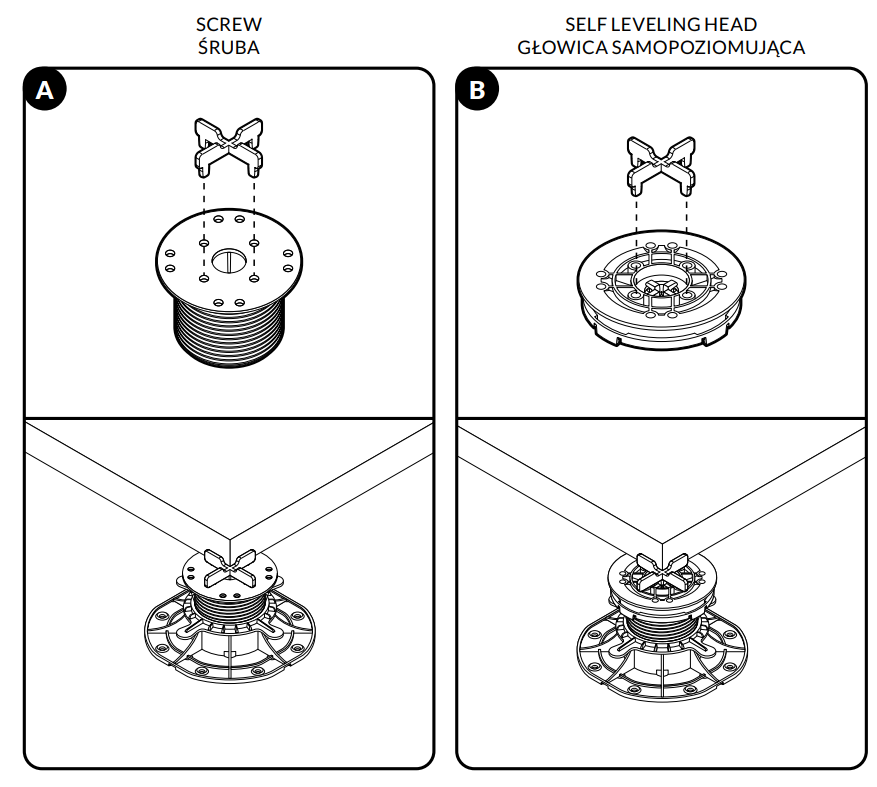 SCREW
ŚRUBA
SELF LEVELING HEAD
GŁOWICA SAMOPOZIOMUJĄCA
A
B